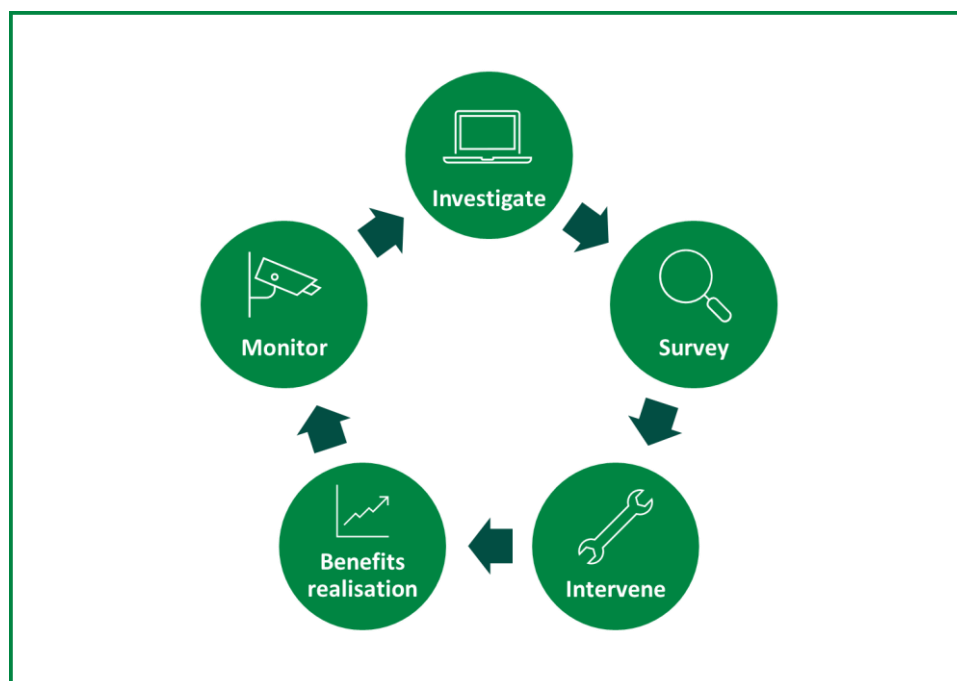 Investigate
Survey
Intervene
Benefits
realisation
Monitor